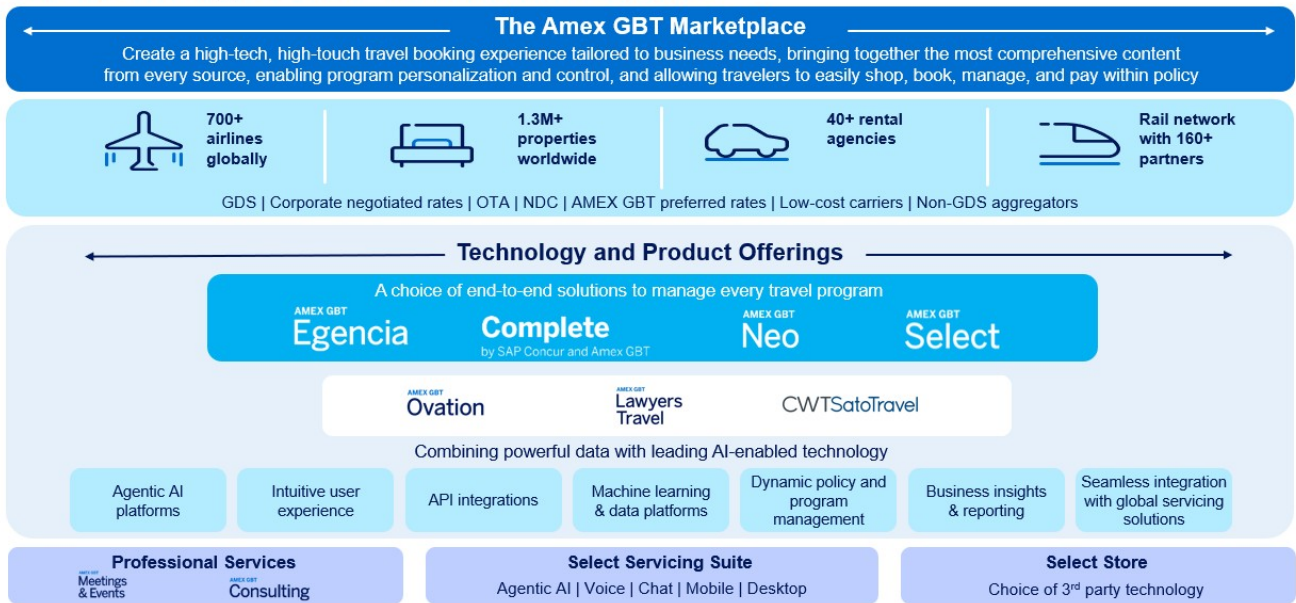 The Amex GBT Marketplace
Create a high-tech, high-touch travel booking experience tailored to business needs, bringing together the most comprehensive content
from every source, enabling program personalization and control, and allowing travelers to easily shop, book, manage, and pay within policy
700+
airlines
globally
1.3M+
properties
worldwide
40+ rental
agencies
Rail network
with 160+
partners
GDS | Corporate negotiated rates | OTA | NDC | AMEX GBT preferred rates | Low-cost carriers | Non-GDS aggregators
Technology and Product Offerings
A choice of end-to-end solutions to manage every travel program
AMEX GBT
Egencia
Complete
by SAP Concur and Amex GBT
AMEX GBT
Neo
AMEX GBT
Select
AMEX GBT
Ovation
AMEX GBT
Lawyers
Travel
CWTSatoTravel
Combining powerful data with leading AI-enabled technology
Agentic AI
platforms
Intuitive user
experience
API integrations
Machine learning
& data platforms
Dynamic policy and
program
management
Business insights
& reporting
Seamless integration
with global servicing
solutions
Professional Services
AMEX GBT
Meetings
& Events
AMEX GBT
Consulting
Select Servicing Suite
Agentic AI | Voice | Chat | Mobile | Desktop
Select Store
Choice of 3rd party technology